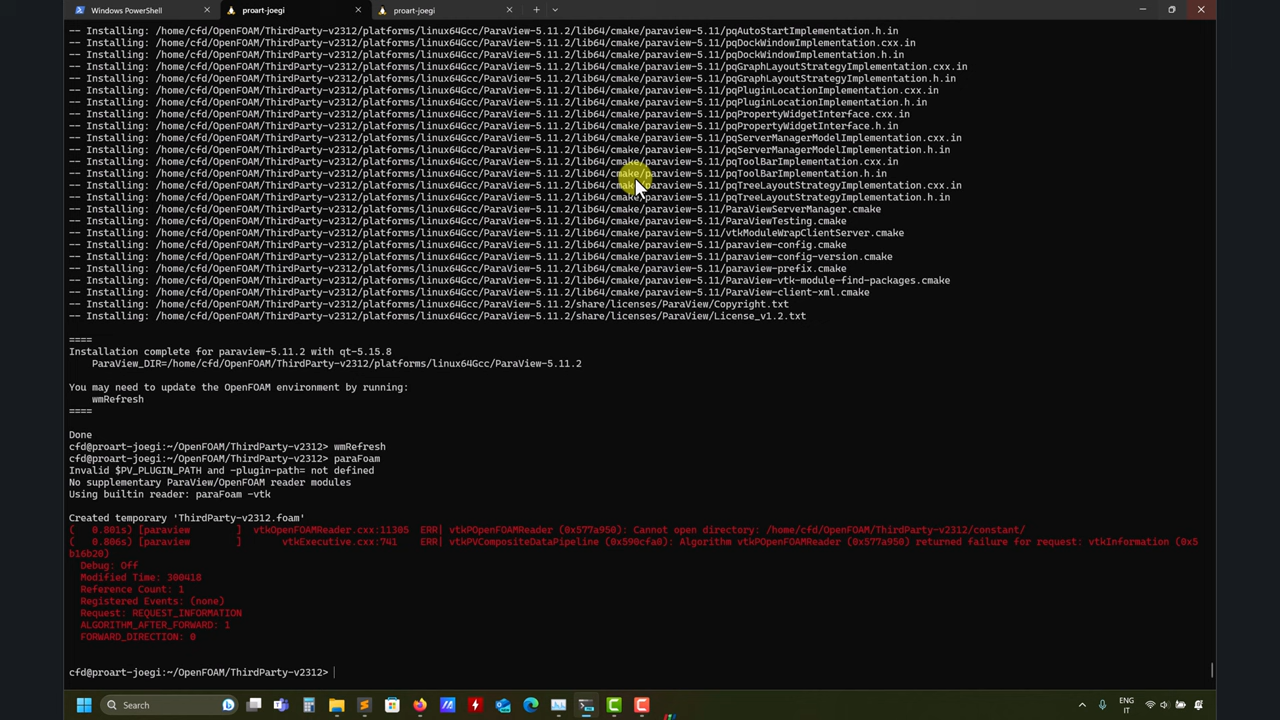 Windows PowerShell
proart-joegi
proart-joegi
-- Installing: /home/cfd/OpenFOAM/ThirdParty-v2312/platforms/linux64Gcc/ParaView-5.11.2/lib64/cmake/paraview-5.11/pqAutoStartImplementation.h.in
-- Installing: /home/cfd/OpenFOAM/ThirdParty-v2312/platforms/linux64Gcc/ParaView-5.11.2/lib64/cmake/paraview-5.11/pqDockWindowImplementation.cxx.in
-- Installing: /home/cfd/OpenFOAM/ThirdParty-v2312/platforms/linux64Gcc/ParaView-5.11.2/lib64/cmake/paraview-5.11/pqDockWindowImplementation.h.in
-- Installing: /home/cfd/OpenFOAM/ThirdParty-v2312/platforms/linux64Gcc/ParaView-5.11.2/lib64/cmake/paraview-5.11/pqGraphLayoutStrategyImplementation.cxx.in
-- Installing: /home/cfd/OpenFOAM/ThirdParty-v2312/platforms/linux64Gcc/ParaView-5.11.2/lib64/cmake/paraview-5.11/pqGraphLayoutStrategyImplementation.h.in
-- Installing: /home/cfd/OpenFOAM/ThirdParty-v2312/platforms/linux64Gcc/ParaView-5.11.2/lib64/cmake/paraview-5.11/pqPluginLocationImplementation.cxx.in
-- Installing: /home/cfd/OpenFOAM/ThirdParty-v2312/platforms/linux64Gcc/ParaView-5.11.2/lib64/cmake/paraview-5.11/pqPluginLocationImplementation.h.in
-- Installing: /home/cfd/OpenFOAM/ThirdParty-v2312/platforms/linux64Gcc/ParaView-5.11.2/lib64/cmake/paraview-5.11/pqPropertyWidgetInterface.cxx.in
-- Installing: /home/cfd/OpenFOAM/ThirdParty-v2312/platforms/linux64Gcc/ParaView-5.11.2/lib64/cmake/paraview-5.11/pqPropertyWidgetInterface.h.in
-- Installing: /home/cfd/OpenFOAM/ThirdParty-v2312/platforms/linux64Gcc/ParaView-5.11.2/lib64/cmake/paraview-5.11/pqServerManagerModelImplementation.cxx.in
-- Installing: /home/cfd/OpenFOAM/ThirdParty-v2312/platforms/linux64Gcc/ParaView-5.11.2/lib64/cmake/paraview-5.11/pqServerManagerModelImplementation.h.in
-- Installing: /home/cfd/OpenFOAM/ThirdParty-v2312/platforms/linux64Gcc/ParaView-5.11.2/lib64/cmake/paraview-5.11/pqToolBarImplementation.cxx.in
-- Installing: /home/cfd/OpenFOAM/ThirdParty-v2312/platforms/linux64Gcc/ParaView-5.11.2/lib64/cmake/paraview-5.11/pqToolBarImplementation.h.in
-- Installing: /home/cfd/OpenFOAM/ThirdParty-v2312/platforms/linux64Gcc/ParaView-5.11.2/lib64/cmake/paraview-5.11/pqTreeLayoutStrategyImplementation.cxx.in
-- Installing: /home/cfd/OpenFOAM/ThirdParty-v2312/platforms/linux64Gcc/ParaView-5.11.2/lib64/cmake/paraview-5.11/pqTreeLayoutStrategyImplementation.h.in
-- Installing: /home/cfd/OpenFOAM/ThirdParty-v2312/platforms/linux64Gcc/ParaView-5.11.2/lib64/cmake/paraview-5.11/ParaViewServerManager.cmake
-- Installing: /home/cfd/OpenFOAM/ThirdParty-v2312/platforms/linux64Gcc/ParaView-5.11.2/lib64/cmake/paraview-5.11/ParaViewTesting.cmake
-- Installing: /home/cfd/OpenFOAM/ThirdParty-v2312/platforms/linux64Gcc/ParaView-5.11.2/lib64/cmake/paraview-5.11/vtkModuleWrapClientServer.cmake
-- Installing: /home/cfd/OpenFOAM/ThirdParty-v2312/platforms/linux64Gcc/ParaView-5.11.2/lib64/cmake/paraview-5.11/paraview-config.cmake
-- Installing: /home/cfd/OpenFOAM/ThirdParty-v2312/platforms/linux64Gcc/ParaView-5.11.2/lib64/cmake/paraview-5.11/paraview-config-version.cmake
-- Installing: /home/cfd/OpenFOAM/ThirdParty-v2312/platforms/linux64Gcc/ParaView-5.11.2/lib64/cmake/paraview-5.11/paraview-prefix.cmake
-- Installing: /home/cfd/OpenFOAM/ThirdParty-v2312/platforms/linux64Gcc/ParaView-5.11.2/lib64/cmake/paraview-5.11/ParaView-vtk-module-find-packages.cmake
-- Installing: /home/cfd/OpenFOAM/ThirdParty-v2312/platforms/linux64Gcc/ParaView-5.11.2/lib64/cmake/paraview-5.11/ParaView-client-xml.cmake
-- Installing: /home/cfd/OpenFOAM/ThirdParty-v2312/platforms/linux64Gcc/ParaView-5.11.2/share/licenses/ParaView/Copyright.txt
-- Installing: /home/cfd/OpenFOAM/ThirdParty-v2312/platforms/linux64Gcc/ParaView-5.11.2/share/licenses/ParaView/License_v1.2.txt
====
Installation complete for paraview-5.11.2 with qt-5.15.8
ParaView_DIR=/home/cfd/OpenFOAM/ThirdParty-v2312/platforms/linux64Gcc/ParaView-5.11.2
You may need to update the OpenFOAM environment by running:
wmRefresh
====
Done
cfd@proart-joegi:~/OpenFOAM/ThirdParty-v2312> wmRefresh
cfd@proart-joegi:~/OpenFOAM/ThirdParty-v2312> paraFoam
Invalid $PV_PLUGIN_PATH and -plugin-path= not defined
No supplementary ParaView/OpenFOAM reader modules
Using builtin reader: paraFoam -vtk
Created temporary 'ThirdParty-v2312.foam'
( 0.801s) [paraview ] vtkOpenFOAMReader.cxx:11305 ERR| vtkPOpenFOAMReader (0x577a950): Cannot open directory: /home/cfd/OpenFOAM/ThirdParty-v2312/constant/
( 0.806s) [paraview ] vtkExecutive.cxx:741 ERR| vtkPVCompositeDataPipeline (0x590cfa0): Algorithm vtkPOpenFOAMReader (0x577a950) returned failure for request: vtkInformation (0x5
b16b20)
Debug: Off
Modified Time: 300418
Reference Count: 1
Registered Events: (none)
Request: REQUEST_INFORMATION
ALGORITHM_AFTER_FORWARD: 1
FORWARD_DIRECTION: 0
cfd@proart-joegi:~/OpenFOAM/ThirdParty-v2312>
Search
ENG
IT